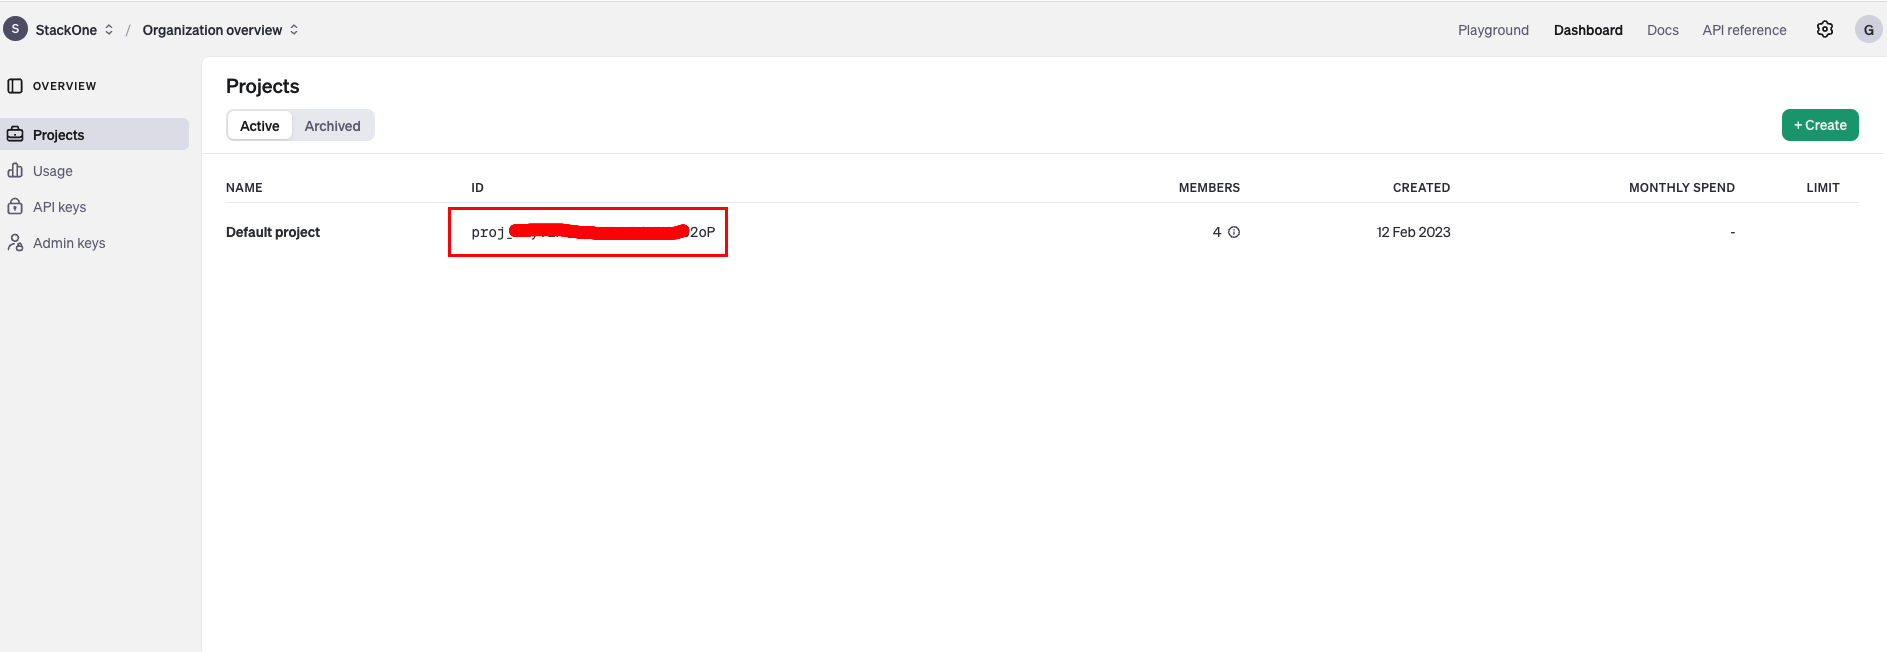 S StackOne / Organization overview Playground Dashboard Docs API reference G
OVERVIEW
Projects
Usage
API keys
Admin keys
Projects
Active Archived
+ Create
NAME ID MEMBERS CREATED MONTHLY SPEND LIMIT
Default project proj_ 2oP 4 12 Feb 2023 -